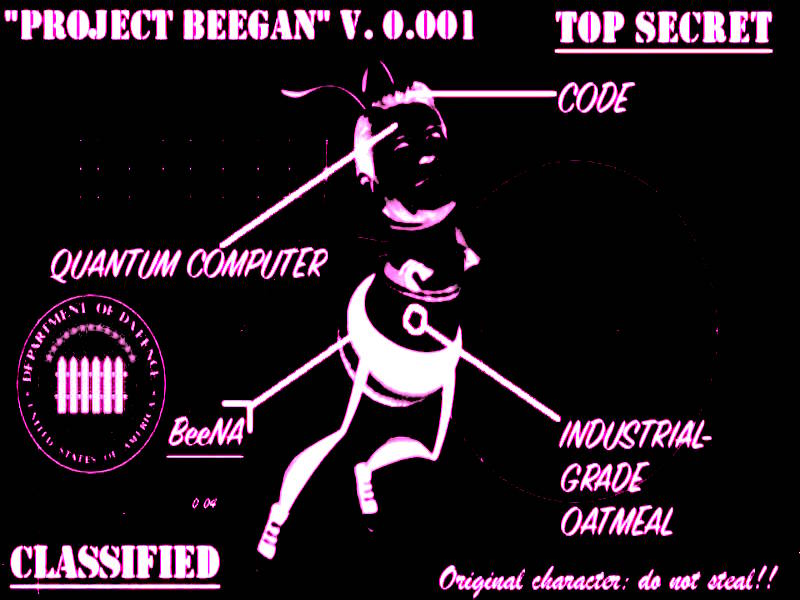 "PROJECT BEEGAN" V. 0.001
TOP SECRET
CODE
QUANTUM COMPUTER
DEPARTMENT OF DAFENCE
UNITED STATES OF AMERICA
BeeNA
INDUSTRIAL-
GRADE
OATMEAL
0 04
CLASSIFIED
Original character: do not steal!!